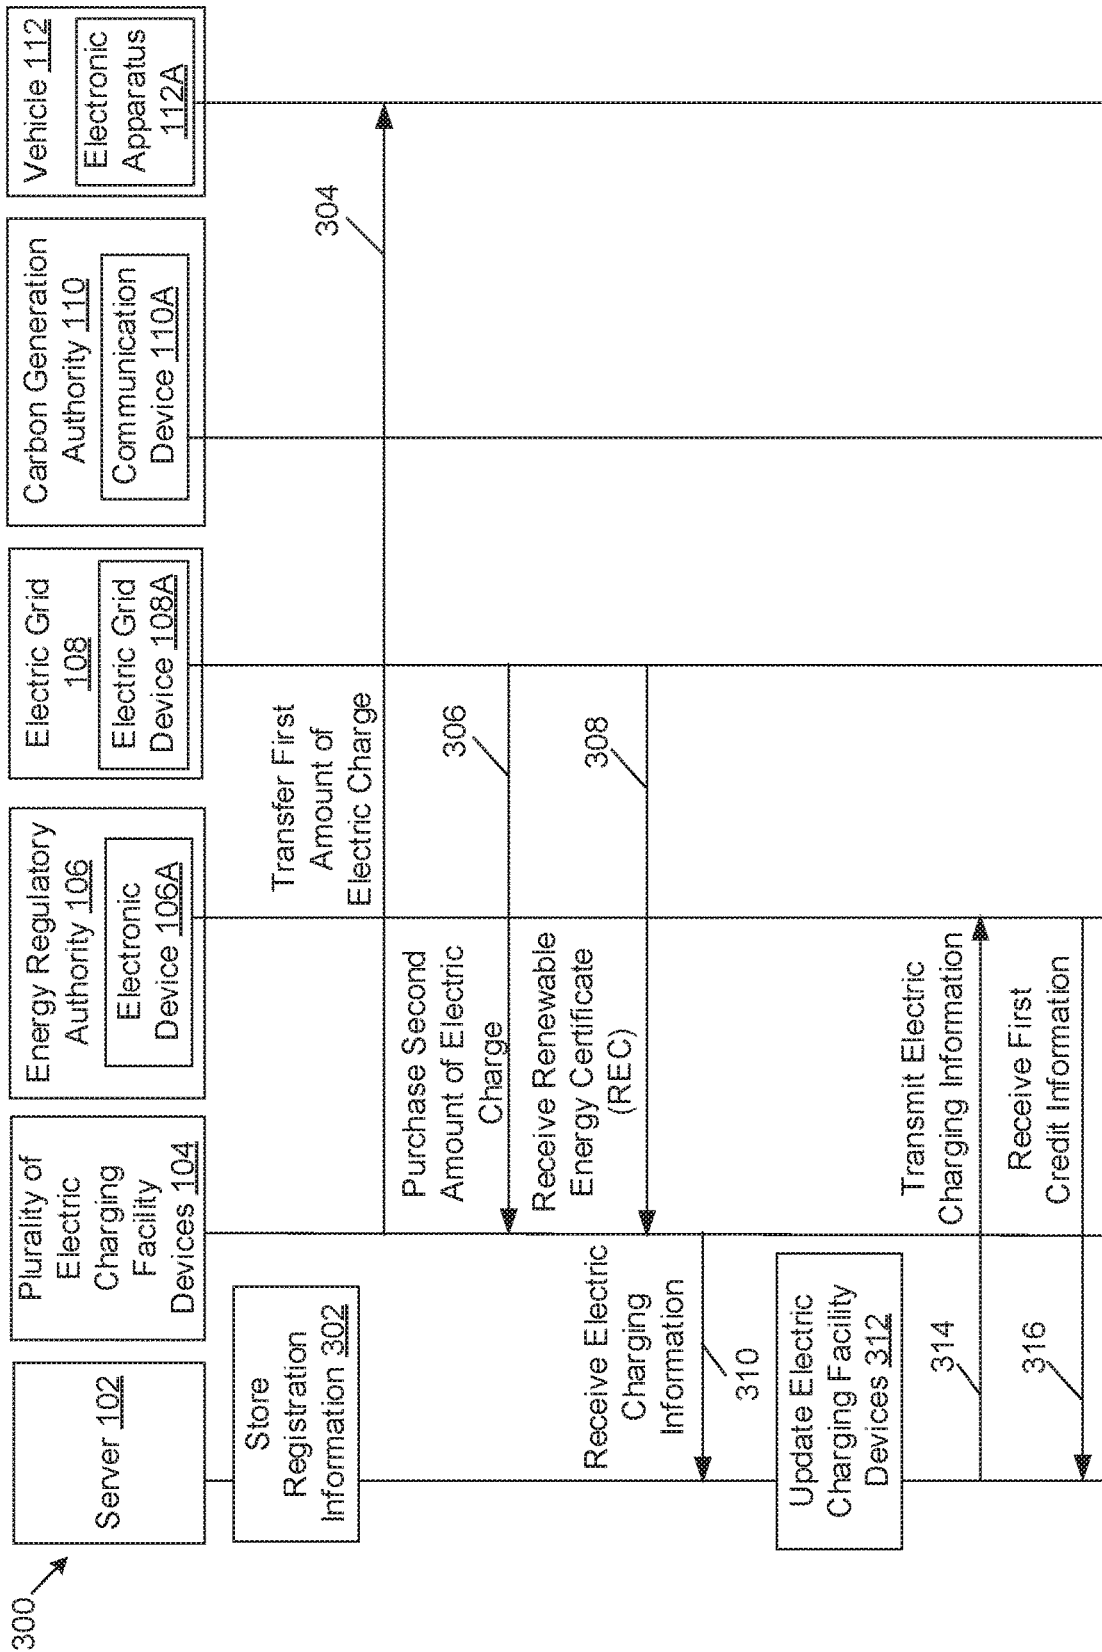 300
Server 102
Plurality of
Electric
Charging
Facility
Devices 104
Energy Regulatory
Authority 106
Electronic
Device 106A
Electric Grid
108
Electric Grid
Device 108A
Carbon Generation
Authority 110
Communication
Device 110A
Vehicle 112
Electronic
Apparatus
112A
Store
Registration
Information 302
Transfer First
Amount of
Electric Charge
304
Purchase Second
Amount of Electric
Charge
306
Receive Renewable
Energy Certificate
(REC)
308
Receive Electric
Charging
Information
310
Update Electric
Charging Facility
Devices 312
Transmit Electric
Charging Information
314
Receive First
Credit Information
316